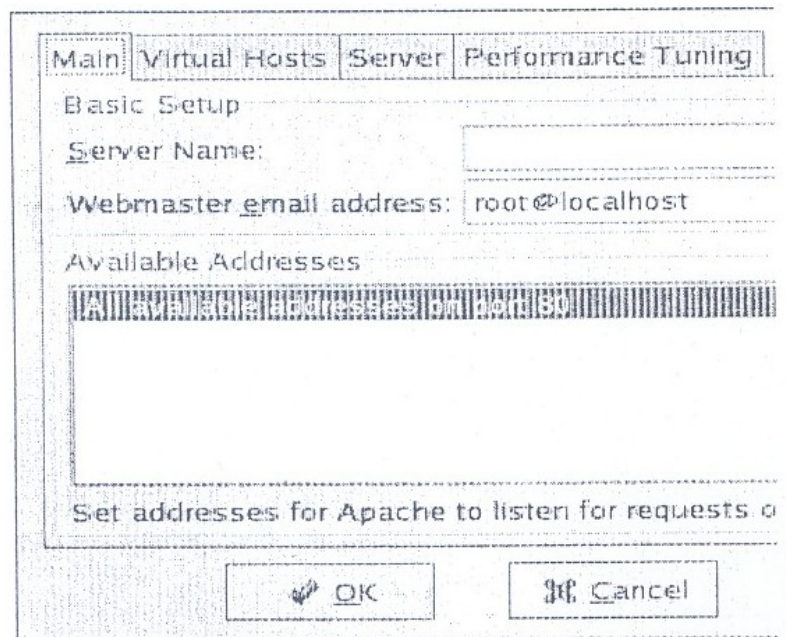 Main Virtual Hosts Server Performance Tuning
Basic Setup
Server Name:
Webmaster email address: root@localhost
Available Addresses
All available addresses on port 80
Set addresses for Apache to listen for requests o
OK Cancel